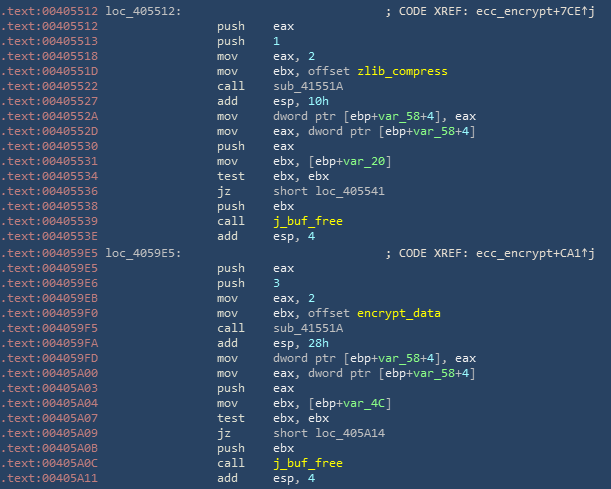 .text:00405512 loc_405512: ; CODE XREF: ecc_encrypt+7CE↑j
.text:00405512 push eax
.text:00405513 push 1
.text:00405518 mov eax, 2
.text:0040551D mov ebx, offset zlib_compress
.text:00405522 call sub_41551A
.text:00405527 add esp, 10h
.text:0040552A mov dword ptr [ebp+var_58+4], eax
.text:0040552D mov eax, dword ptr [ebp+var_58+4]
.text:00405530 push eax
.text:00405531 mov ebx, [ebp+var_20]
.text:00405534 test ebx, ebx
.text:00405536 jz short loc_405541
.text:00405538 push ebx
.text:00405539 call j_buf_free
.text:0040553E add esp, 4
.text:004059E5 loc_4059E5: ; CODE XREF: ecc_encrypt+CA1↑j
.text:004059E5 push eax
.text:004059E6 push 3
.text:004059EB mov eax, 2
.text:004059F0 mov ebx, offset encrypt_data
.text:004059F5 call sub_41551A
.text:004059FA add esp, 28h
.text:004059FD mov dword ptr [ebp+var_58+4], eax
.text:00405A00 mov eax, dword ptr [ebp+var_58+4]
.text:00405A03 push eax
.text:00405A04 mov ebx, [ebp+var_4C]
.text:00405A07 test ebx, ebx
.text:00405A09 jz short loc_405A14
.text:00405A0B push ebx
.text:00405A0C call j_buf_free
.text:00405A11 add esp, 4